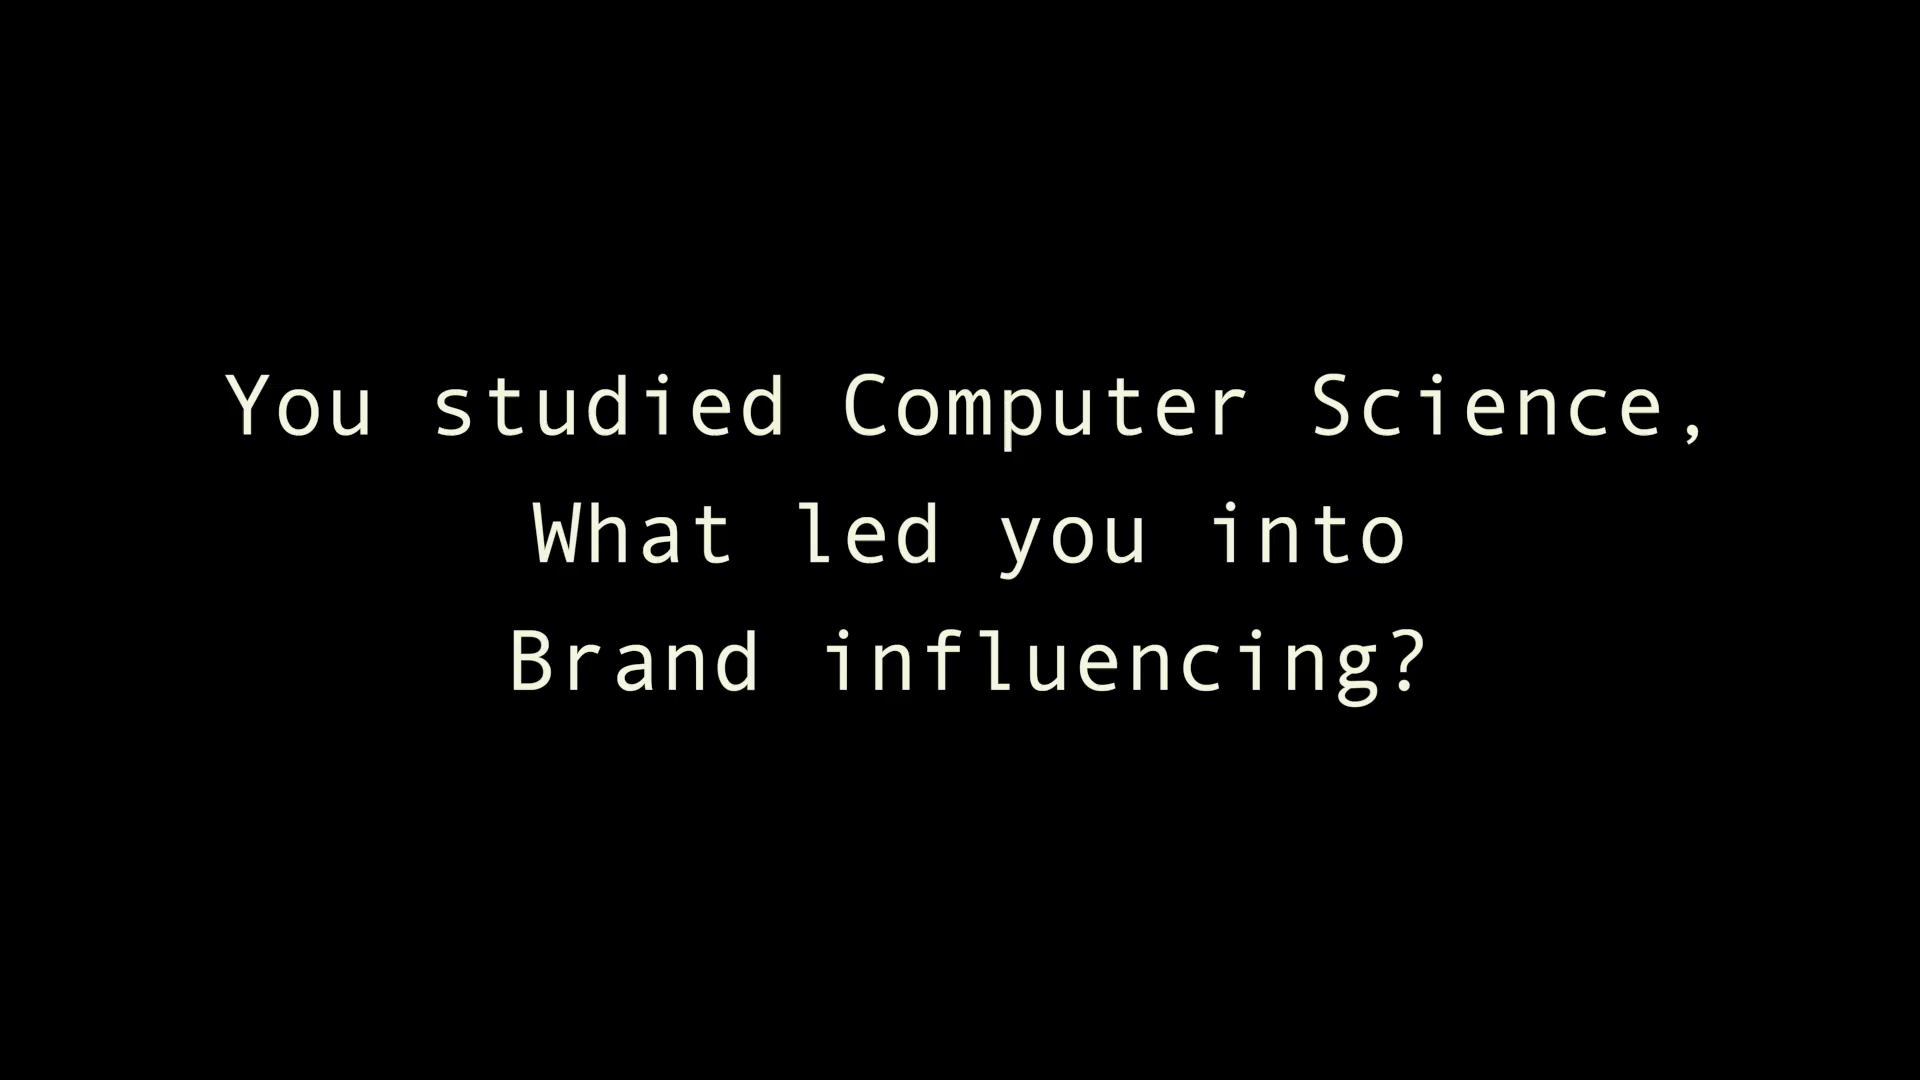 You studied Computer Science,
What led you into
Brand influencing?